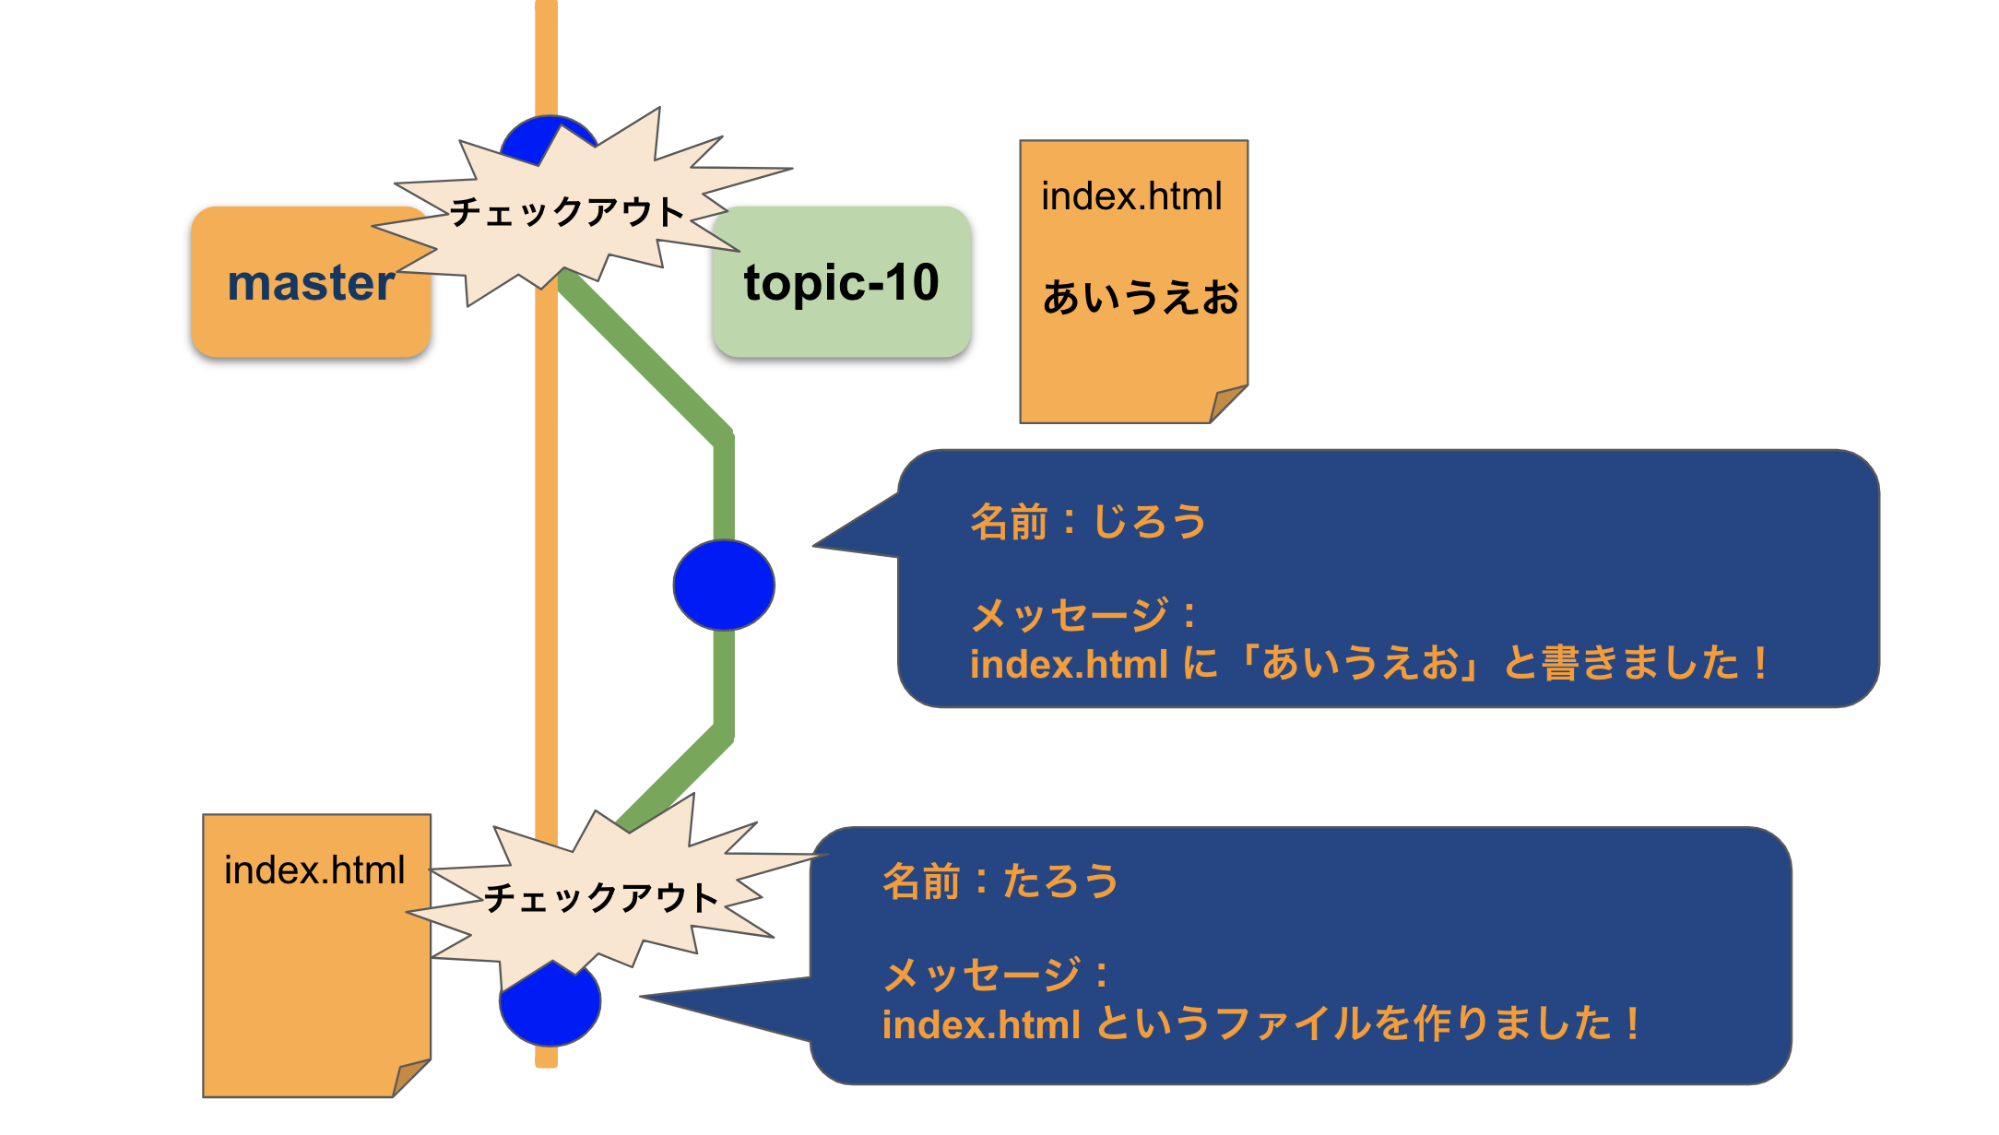 チェックアウト
master
topic-10
index.html
あいうえお
名前：じろう
メッセージ：
index.html に「あいうえお」と書きました！
index.html
チェックアウト
名前：たろう
メッセージ：
index.html というファイルを作りました！